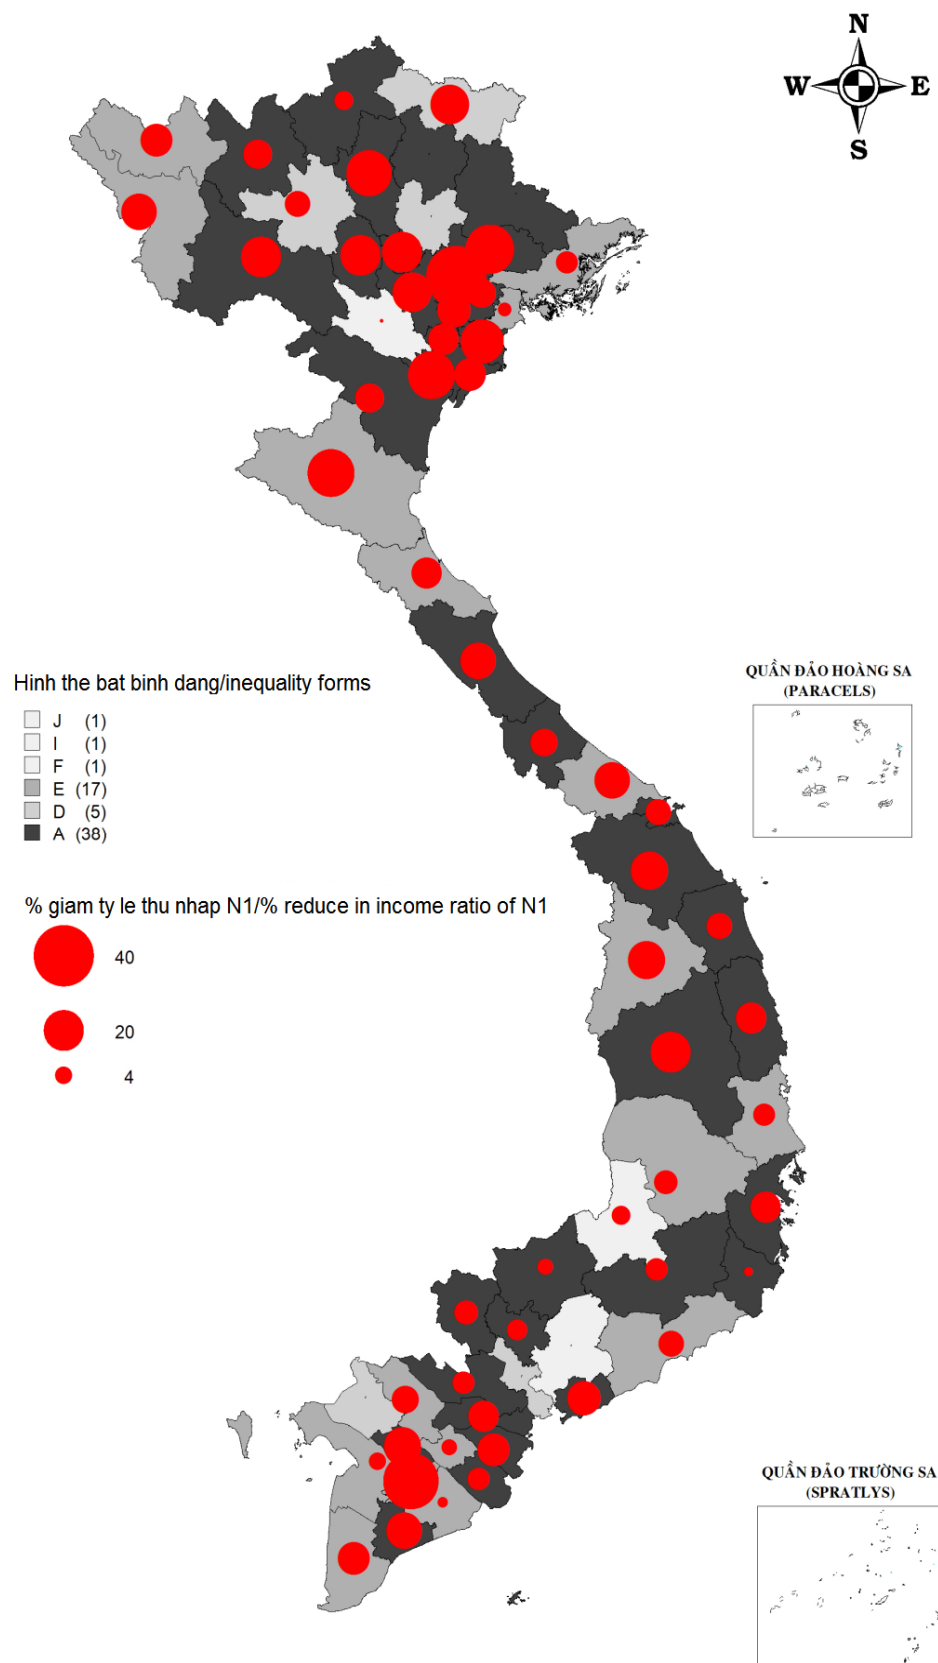 N
W E
S
QUẦN ĐẢO HOÀNG SA
(PARACELS)
Hinh the bat binh dang/inequality forms
J (1)
I (1)
F (1)
E (17)
D (5)
A (38)
% giam ty le thu nhap N1/% reduce in income ratio of N1
40
20
4
QUẦN ĐẢO TRƯỜNG SA
(SPRATLYS)